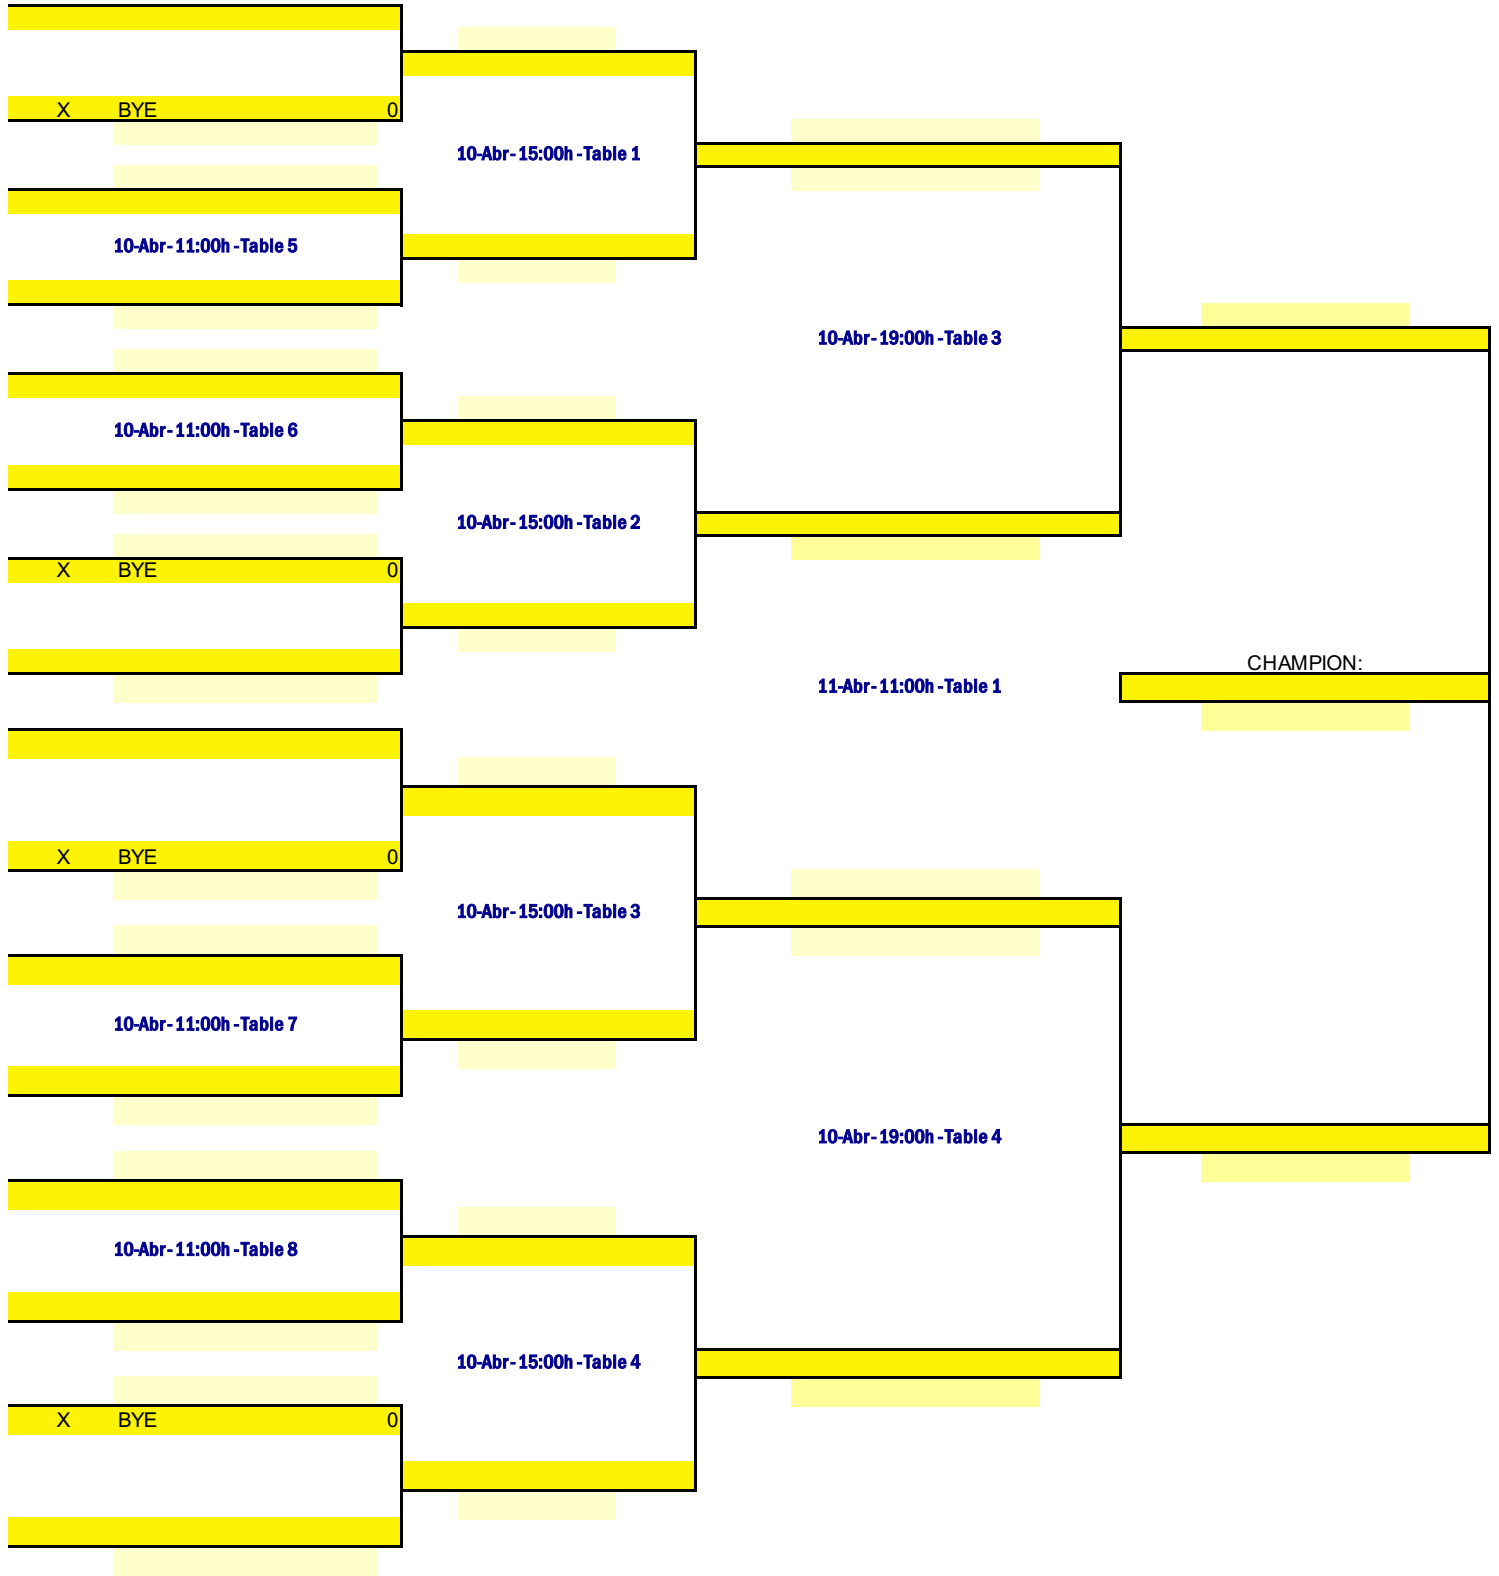 X BYE 0
10-Abr- 15:00h -Table 1
10-Abr- 11:00h -Table 5
10-Abr- 19:00h -Table 3
10-Abr- 11:00h -Table 6
10-Abr- 15:00h -Table 2
X BYE 0
CHAMPION:
11-Abr- 11:00h -Table 1
X BYE 0
10-Abr- 15:00h -Table 3
10-Abr- 11:00h -Table 7
10-Abr- 19:00h -Table 4
10-Abr- 11:00h -Table 8
10-Abr- 15:00h -Table 4
X BYE 0